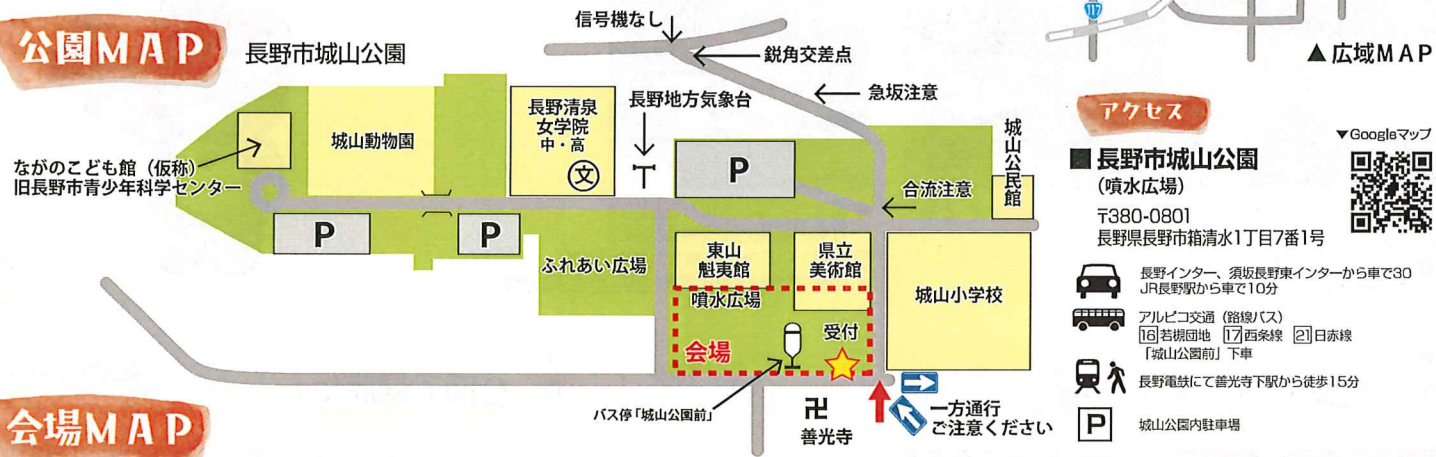 公園MAP
長野市城山公園
信号機なし
鋭角交差点
急坂注意
長野地方気象台
ながのこども館（仮称）
旧長野市青少年科学センター
城山動物園
長野清泉
女学院
中・高
文
P
城山公民館
合流注意
P
P
ふれあい広場
東山
魁夷館
県立
美術館
噴水広場
受付
会場
城山小学校
バス停「城山公園前」
卍
善光寺
一方通行
ご注意ください
会場MAP
117
▲広域MAP
アクセス
▼Googleマップ
■長野市城山公園
（噴水広場）
〒380-0801
長野県長野市箱清水1丁目7番1号
長野インター、須坂長野東インターから車で30
JR長野駅から車で10分
アルピコ交通（路線バス）
16若槻団地 17西条線 21日赤線
「城山公園前」下車
長野電鉄にて善光寺下駅から徒歩15分
P 城山公園内駐車場